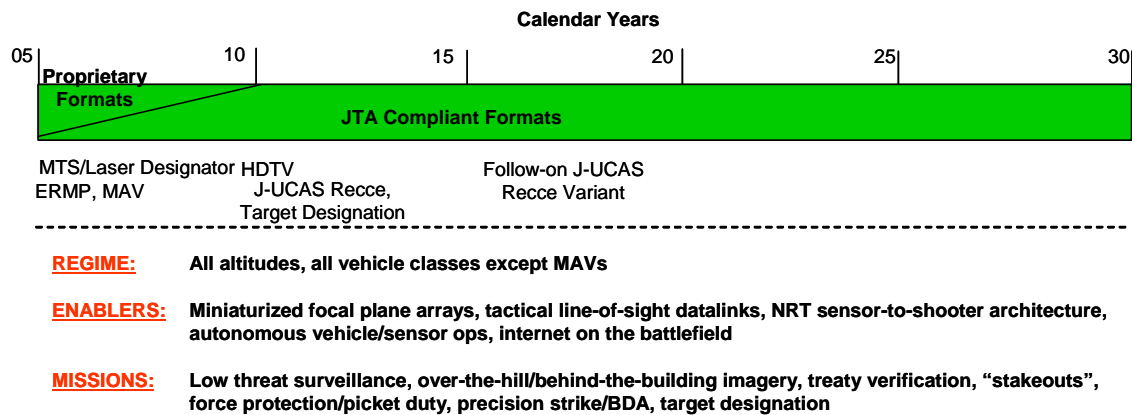 Calendar Years
05 10 15 20 25 30
Proprietary
Formats
JTA Compliant Formats
MTS/Laser Designator HDTV Follow-on J-UCAS
ERMP, MAV J-UCAS Recce, Recce Variant
Target Designation
REGIME: All altitudes, all vehicle classes except MAVs
ENABLERS: Miniaturized focal plane arrays, tactical line-of-sight datalinks, NRT sensor-to-shooter architecture,
autonomous vehicle/sensor ops, internet on the battlefield
MISSIONS: Low threat surveillance, over-the-hill/behind-the-building imagery, treaty verification, “stakeouts”,
force protection/picket duty, precision strike/BDA, target designation